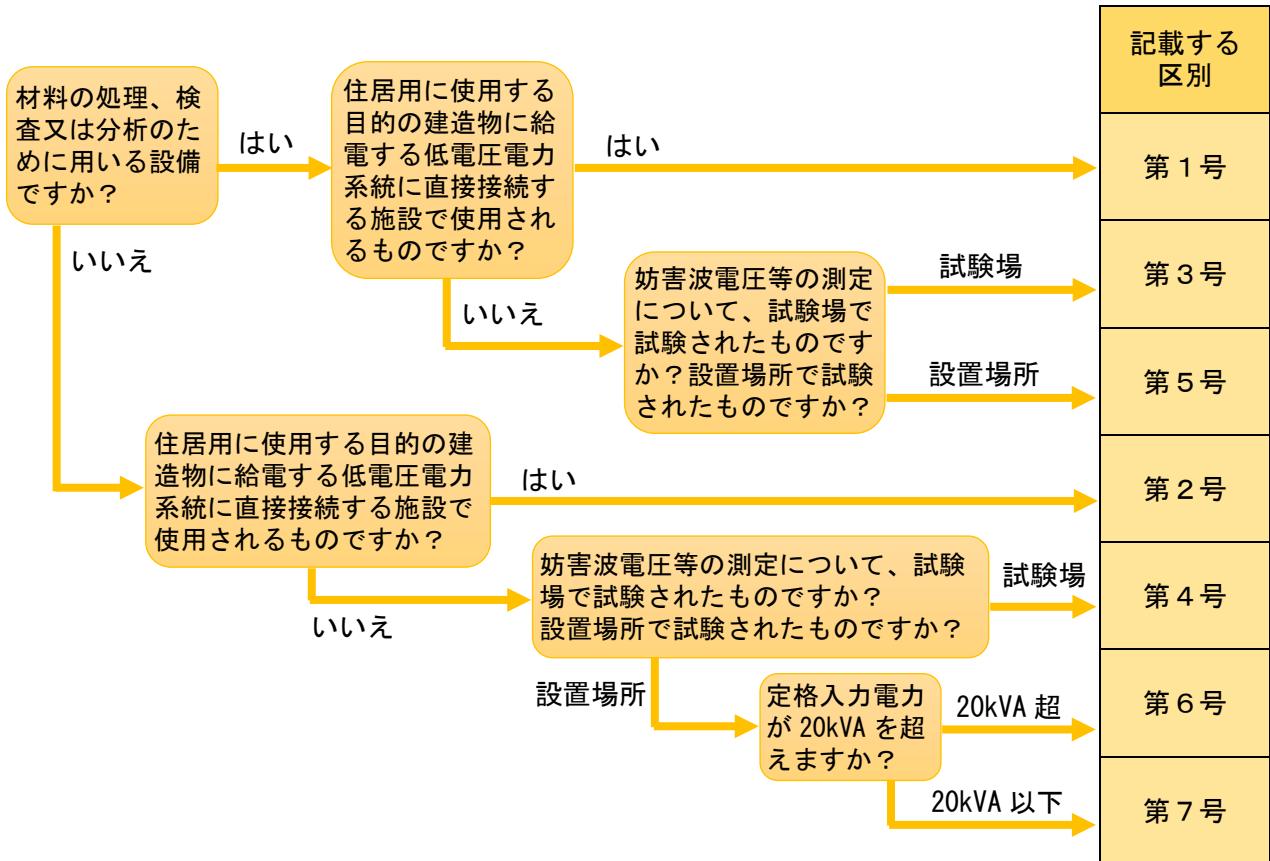 記載する
区別
材料の処理、検
査又は分析のた
めに用いる設備
ですか？
はい
住居用に使用する
目的の建造物に給
電する低電圧電力
系統に直接接続す
る施設で使用され
るものですか？
はい
第１号
いいえ
いいえ
妨害波電圧等の測定
について、試験場で
試験されたものです
か？設置場所で試験
されたものですか？
試験場
第３号
設置場所
第５号
住居用に使用する目的の建
造物に給電する低電圧電力
系統に直接接続する施設で
使用されるものですか？
はい
第２号
いいえ
妨害波電圧等の測定について、試験
場で試験されたものですか？
設置場所で試験されたものですか？
試験場
第４号
設置場所
定格入力電力
が 20kVA を超
えますか？
20kVA 超
第６号
20kVA 以下
第７号